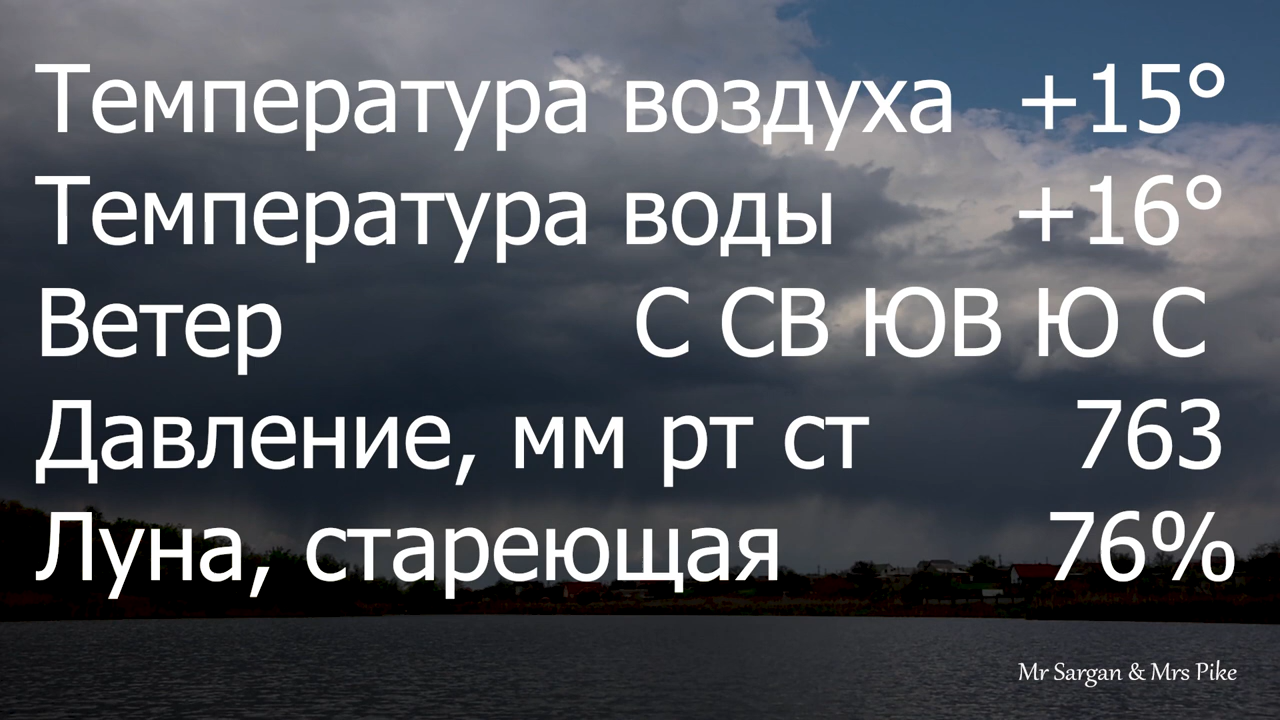 Температура воздуха +15°
Температура воды +16°
Ветер С СВ ЮВ Ю С
Давление, мм рт ст 763
Луна, стареющая 76%
Mr Sargan & Mrs Pike